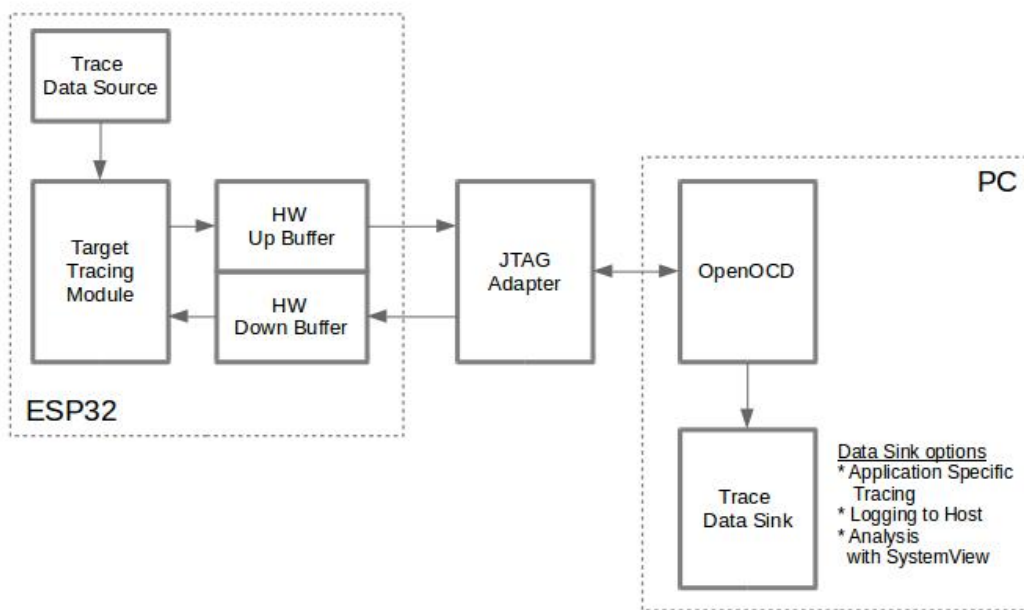 Trace
Data Source
Target
Tracing
Module
HW
Up Buffer
HW
Down Buffer
ESP32
JTAG
Adapter
PC
OpenOCD
Trace
Data Sink
Data Sink options
* Application Specific
Tracing
* Logging to Host
* Analysis
with SystemView